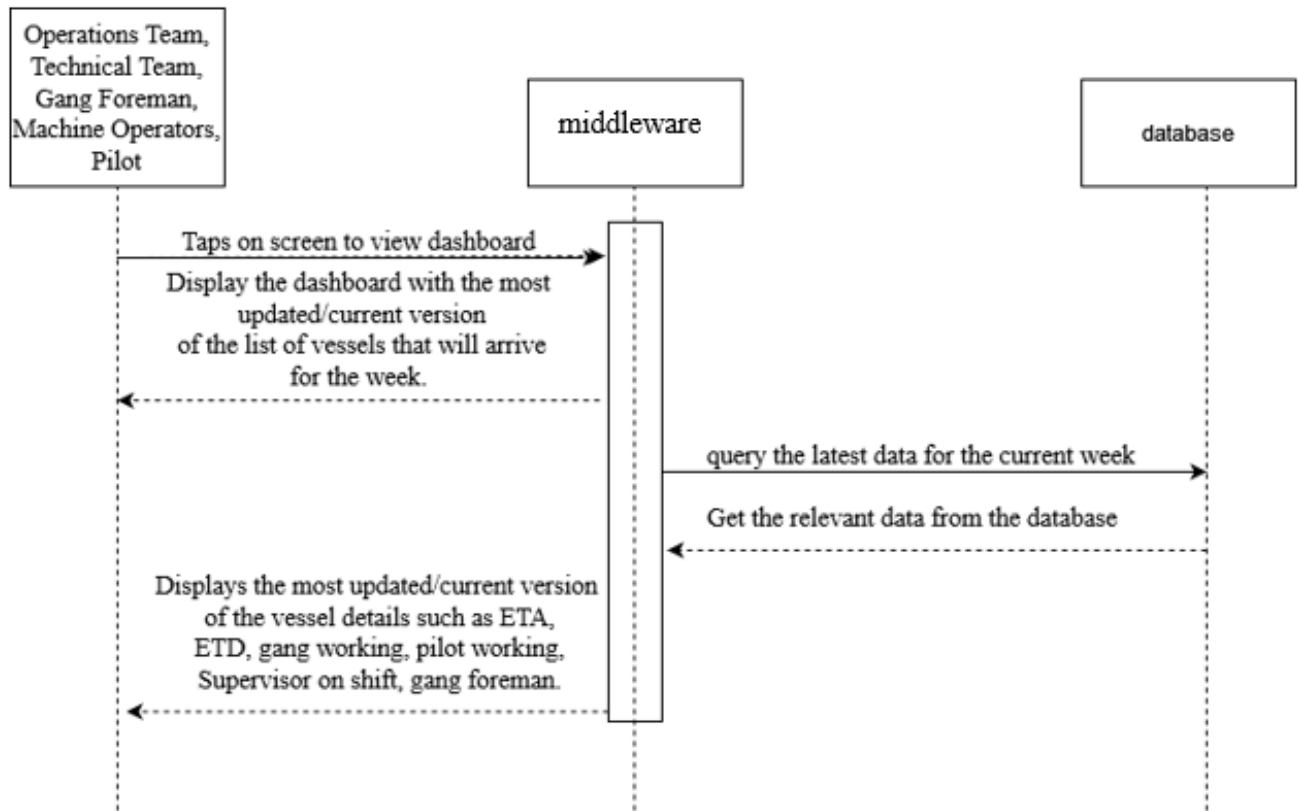 Operations Team,
Technical Team,
Gang Foreman,
Machine Operators,
Pilot
middleware
database
Taps on screen to view dashboard
Display the dashboard with the most
updated/current version
of the list of vessels that will arrive
for the week.
query the latest data for the current week
Get the relevant data from the database
Displays the most updated/current version
of the vessel details such as ETA,
ETD, gang working, pilot working,
Supervisor on shift, gang foreman.